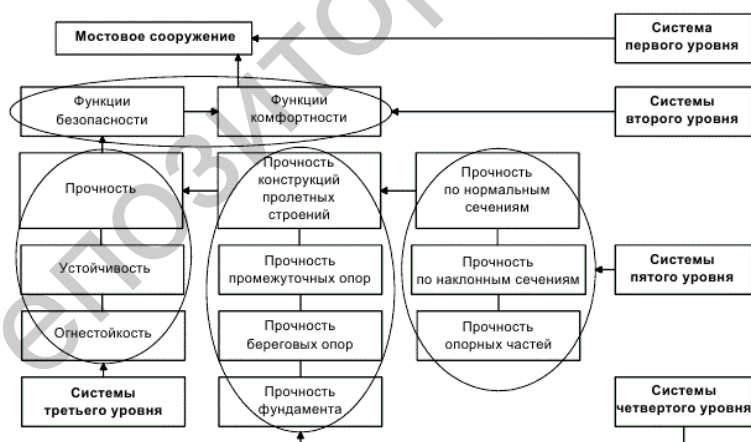 Мостовое сооружение
Система
первого уровня
Функции
безопасности
Функции
комфортности
Системы
второго уровня
Прочность
Прочность
конструкций
пролетных
строений
Прочность
по нормальным
сечениям
Устойчивость
Прочность
промежуточных опор
Прочность
по наклонным сечениям
Системы
пятого уровня
Огнестойкость
Прочность
береговых опор
Прочность
опорных частей
Системы
третьего уровня
Прочность
фундамента
Системы
четвертого уровня
епозитор